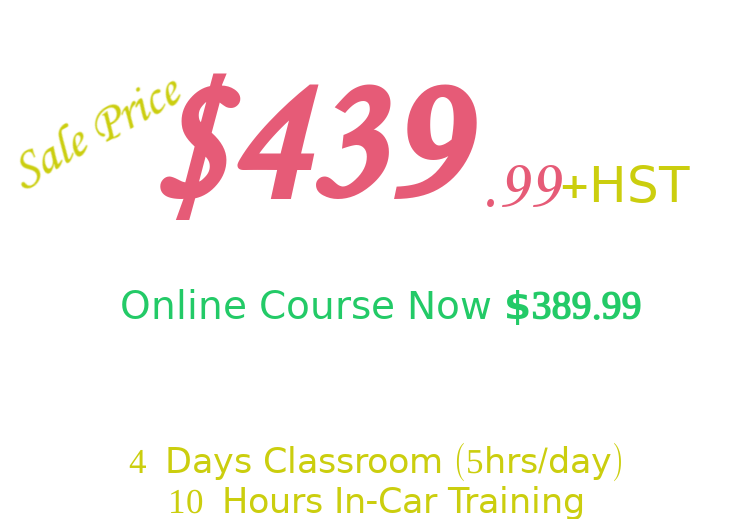 Sale Price $439.99+HST
Online Course Now $389.99
4 Days Classroom (5hrs/day)
10 Hours In-Car Training